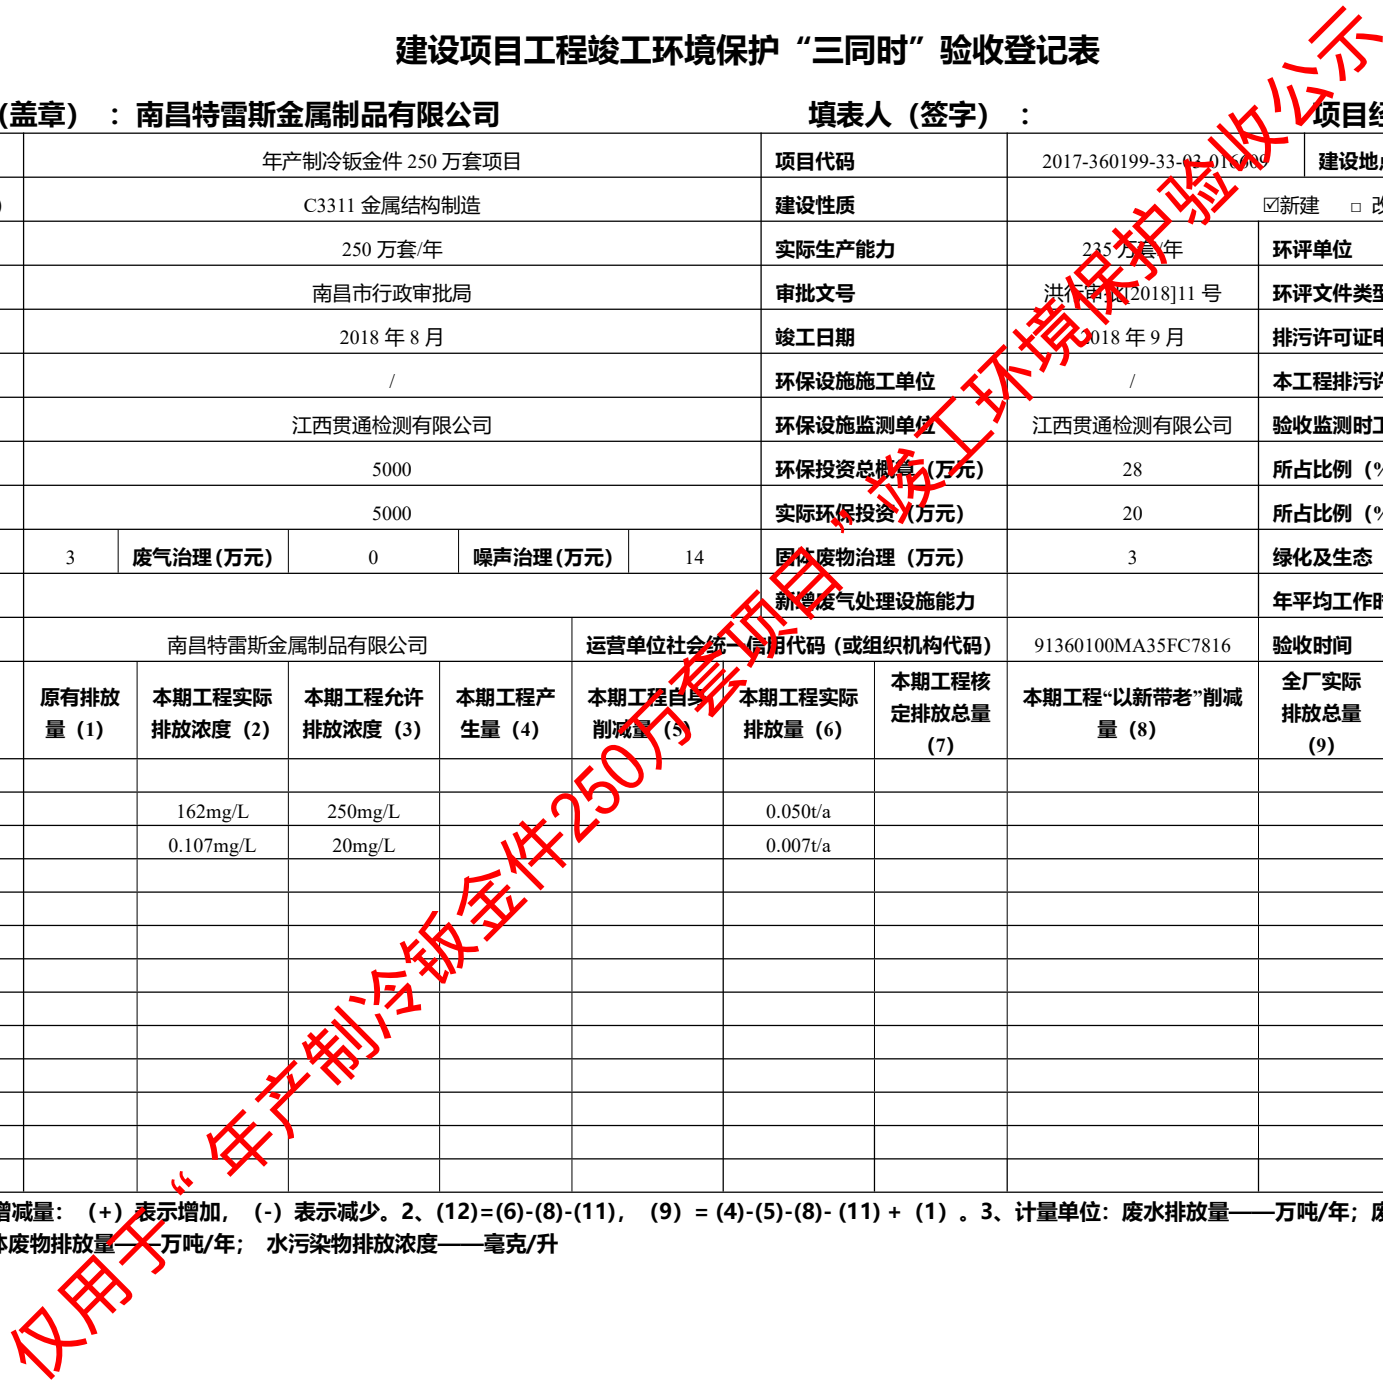 建设项目工程竣工环境保护“三同时”验收登记表
（盖章）：南昌特雷斯金属制品有限公司 填表人（签字）： 项目经
年产制冷钣金件 250 万套项目 项目代码 2017-360199-33-03-016609 建设地点
C3311 金属结构制造 建设性质 ☑新建 □ 改
250 万套/年 实际生产能力 235 万套/年 环评单位
南昌市行政审批局 审批文号 洪行审批[2018]11 号 环评文件类型
2018 年 8 月 竣工日期 2018 年 9 月 排污许可证申
/ 环保设施施工单位 / 本工程排污许
江西贯通检测有限公司 环保设施监测单位 江西贯通检测有限公司 验收监测时工
5000 环保投资总概算（万元） 28 所占比例（%
5000 实际环保投资（万元） 20 所占比例（%
3 废气治理(万元) 0 噪声治理(万元) 14 固体废物治理（万元） 3 绿化及生态
新增废气处理设施能力 年平均工作时
南昌特雷斯金属制品有限公司 运营单位社会统一信用代码（或组织机构代码） 91360100MA35FC7816 验收时间
原有排放量（1） 本期工程实际排放浓度（2） 本期工程允许排放浓度（3） 本期工程产生量（4） 本期工程自身削减量（5） 本期工程实际排放量（6） 本期工程核定排放总量（7） 本期工程“以新带老”削减量（8） 全厂实际排放总量（9）
162mg/L 250mg/L 0.050t/a
0.107mg/L 20mg/L 0.007t/a
增减量：（+）表示增加，（-）表示减少。2、(12)=(6)-(8)-(11)，（9）= (4)-(5)-(8)- (11) +（1）。3、计量单位：废水排放量——万吨/年；废
体废物排放量——万吨/年； 水污染物排放浓度——毫克/升
仅用于“年产制冷钣金件250万套项目”竣工环境保护验收公示